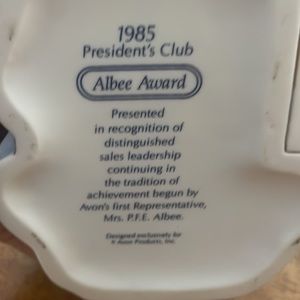 1985
President's Club
Albee Award
Presented
in recognition of
distinguished
sales leadership
continuing in
the tradition of
achievement begun by
Avon's first Representative,
Mrs. P.F.E. Albee.
Designed exclusively for
Avon Products, Inc.